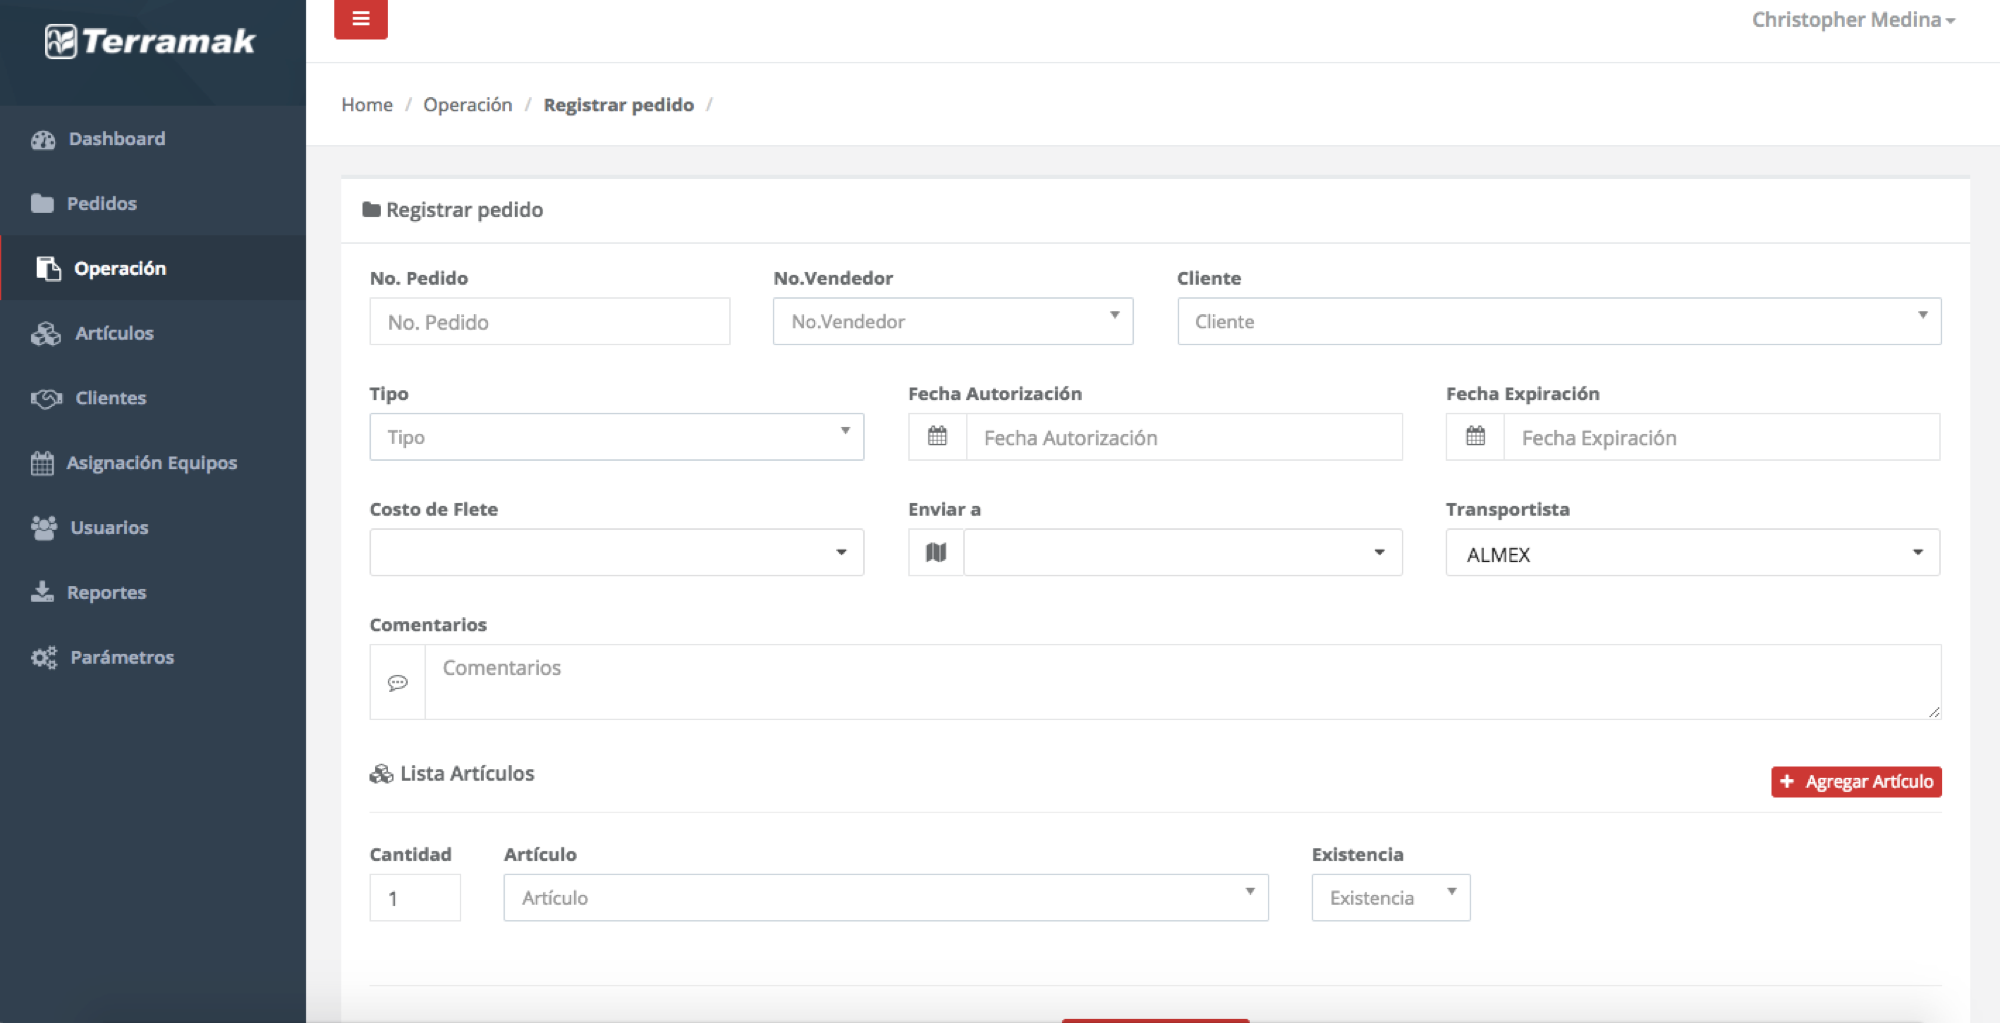 Terramak
Christopher Medina
Home / Operación / Registrar pedido /
Dashboard
Pedidos
Operación
Artículos
Clientes
Asignación Equipos
Usuarios
Reportes
Parámetros
Registrar pedido
No. Pedido No.Vendedor Cliente
No. Pedido No.Vendedor Cliente
Tipo Fecha Autorización Fecha Expiración
Tipo Fecha Autorización Fecha Expiración
Costo de Flete Enviar a Transportista
ALMEX
Comentarios
Comentarios
Lista Artículos
+ Agregar Artículo
Cantidad Artículo Existencia
1 Artículo Existencia